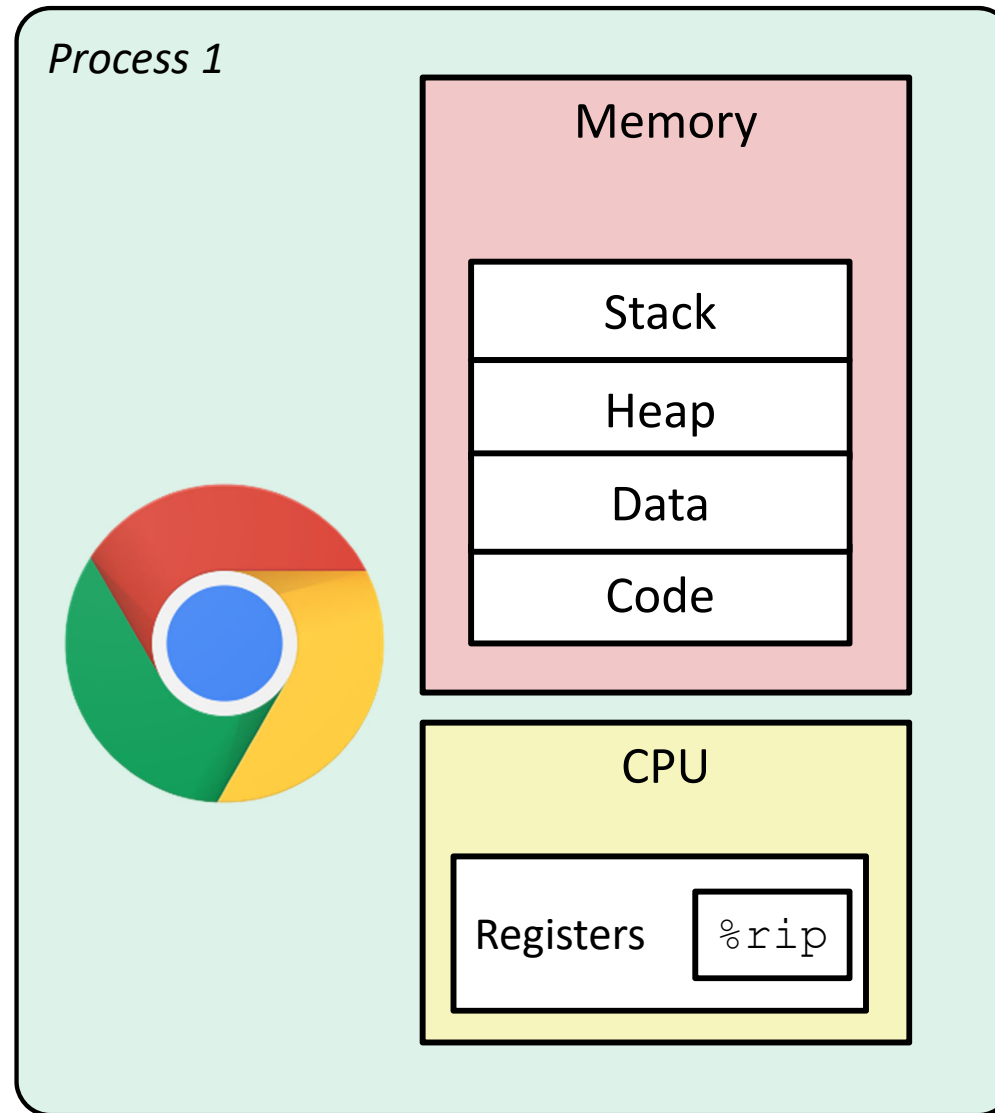 Process 1
Memory
Stack
Heap
Data
Code
CPU
Registers %rip